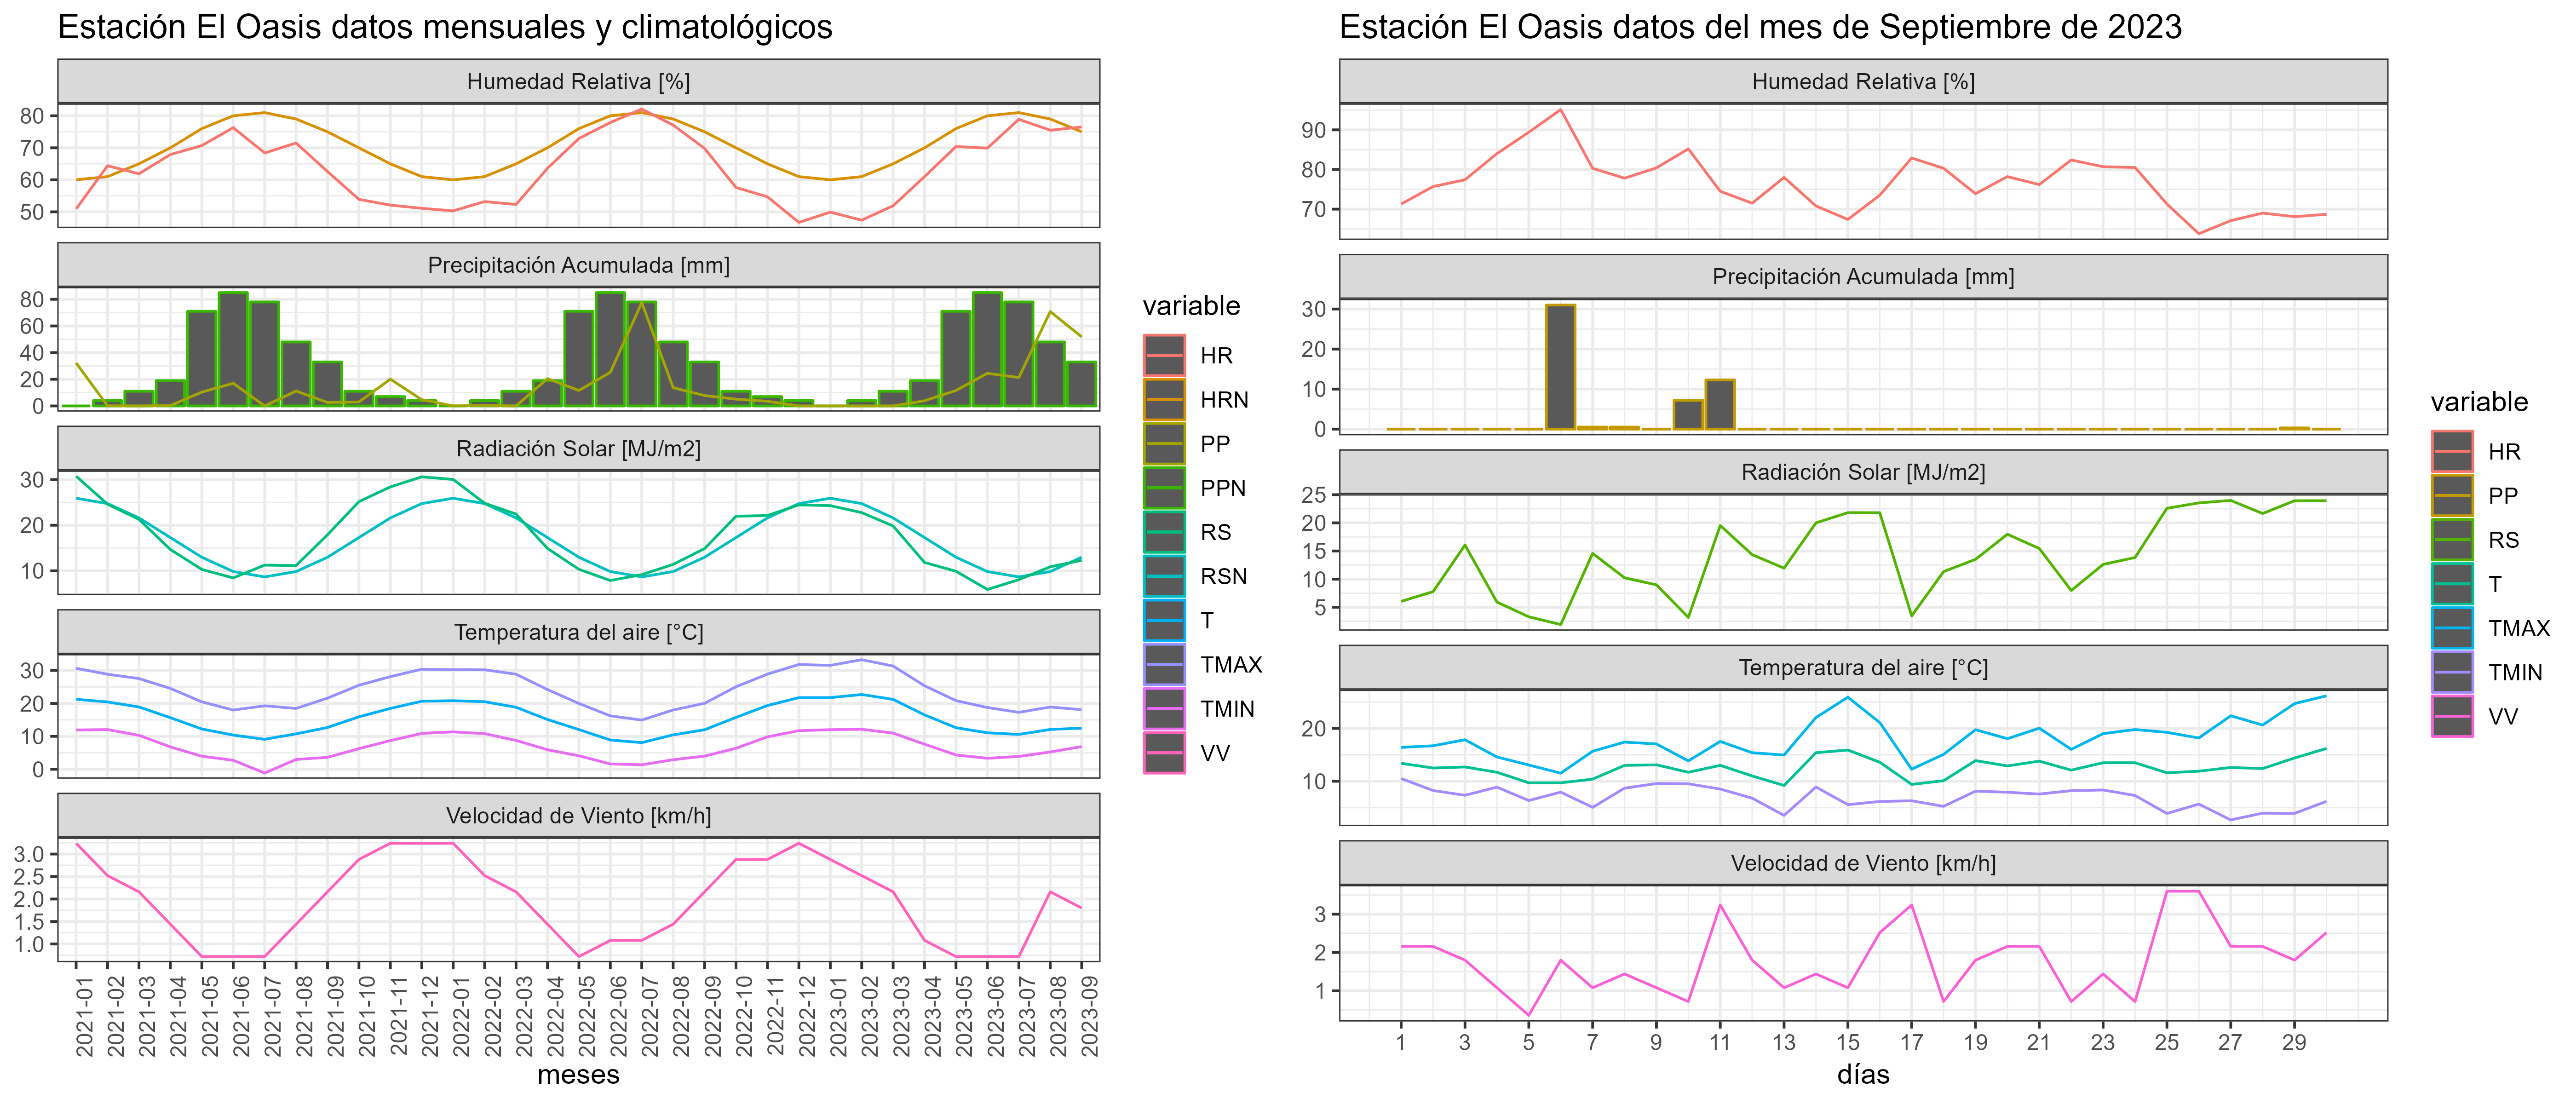 Estación El Oasis datos mensuales y climatológicos
Humedad Relativa [%]
80
70
60
50
Precipitación Acumulada [mm]
80
60
40
20
0
Radiación Solar [MJ/m2]
30
20
10
Temperatura del aire [°C]
30
20
10
0
Velocidad de Viento [km/h]
3.0
2.5
2.0
1.5
1.0
2021-01
2021-02
2021-03
2021-04
2021-05
2021-06
2021-07
2021-08
2021-09
2021-10
2021-11
2021-12
2022-01
2022-02
2022-03
2022-04
2022-05
2022-06
2022-07
2022-08
2022-09
2022-10
2022-11
2022-12
2023-01
2023-02
2023-03
2023-04
2023-05
2023-06
2023-07
2023-08
2023-09
meses
variable
HR
HRN
PP
PPN
RS
RSN
T
TMAX
TMIN
VV
Estación El Oasis datos del mes de Septiembre de 2023
Humedad Relativa [%]
90
80
70
Precipitación Acumulada [mm]
30
20
10
0
Radiación Solar [MJ/m2]
25
20
15
10
5
Temperatura del aire [°C]
20
10
Velocidad de Viento [km/h]
3
2
1
1 3 5 7 9 11 13 15 17 19 21 23 25 27 29
días
variable
HR
PP
RS
T
TMAX
TMIN
VV